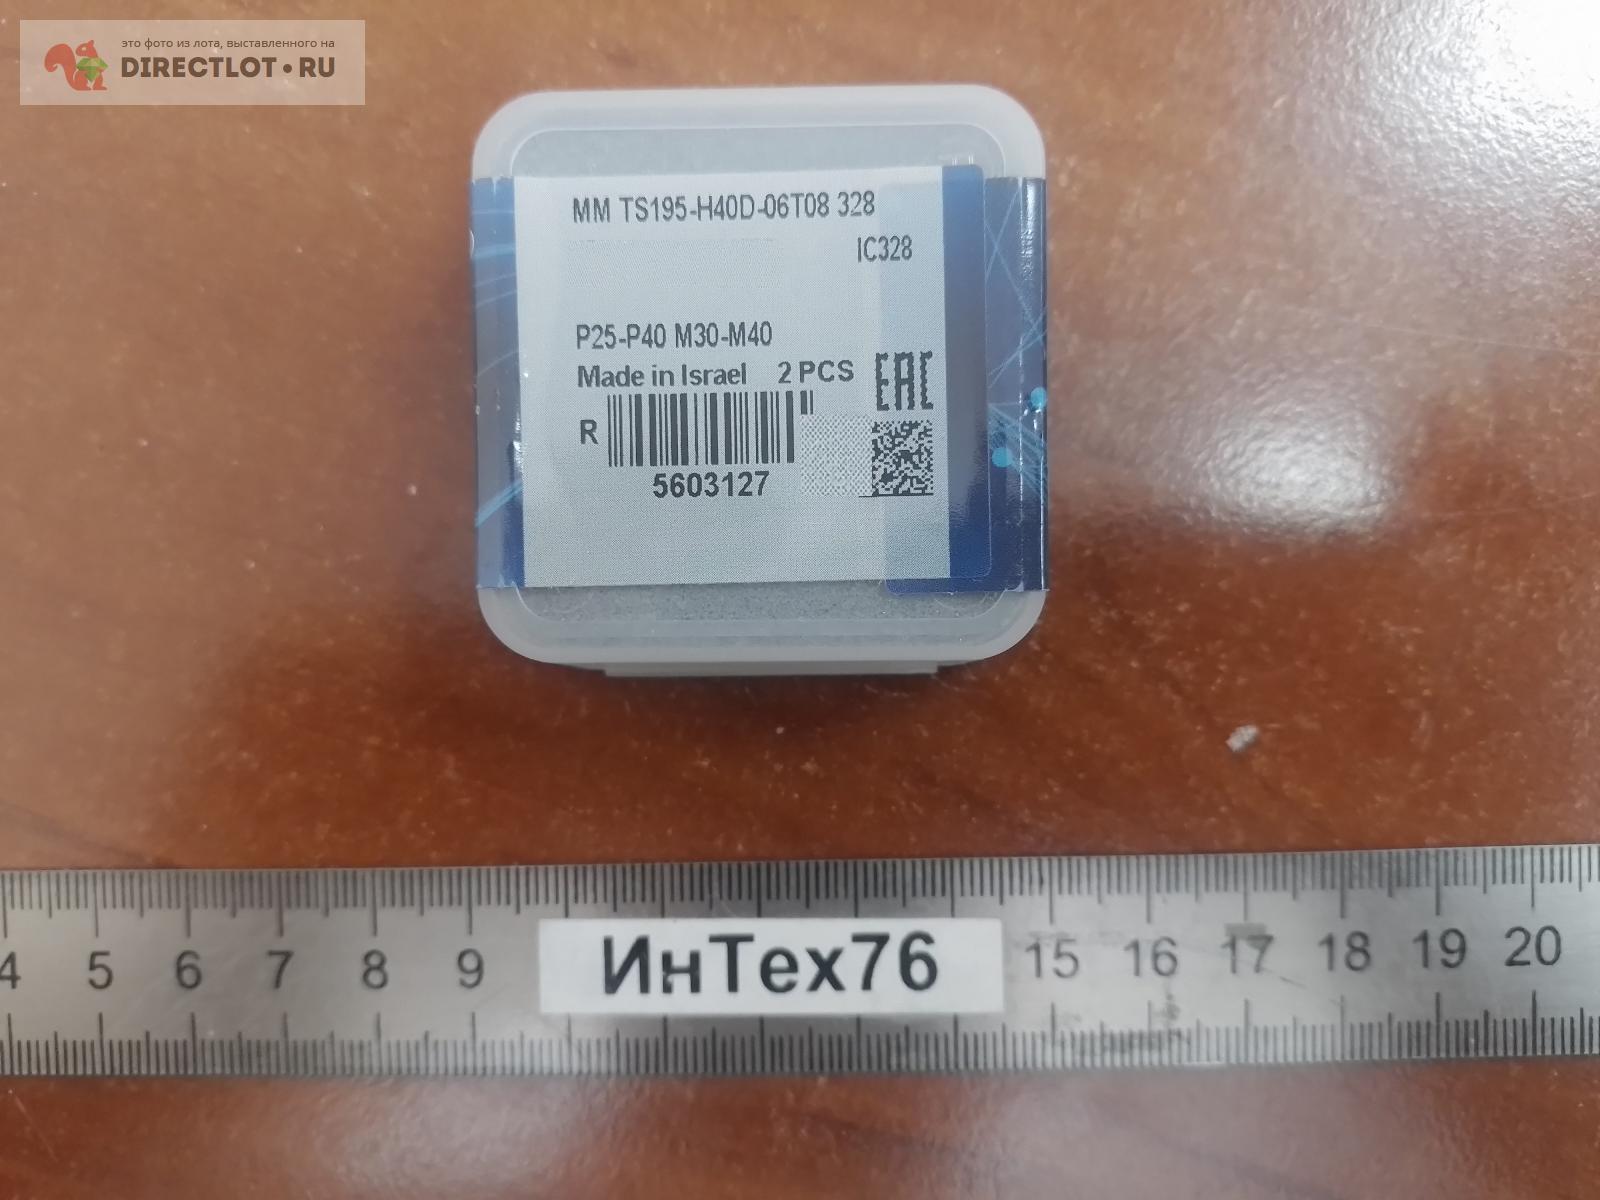 это фото из лота, выставленного на
DIRECTLOT•RU
MM TS195-H40D-06T08 328
IC328
P25-P40 M30-M40
Made in Israel 2 PCS
EAC
R
5603127
4 5 6 7 8 9 ИнТех76 15 16 17 18 19 20